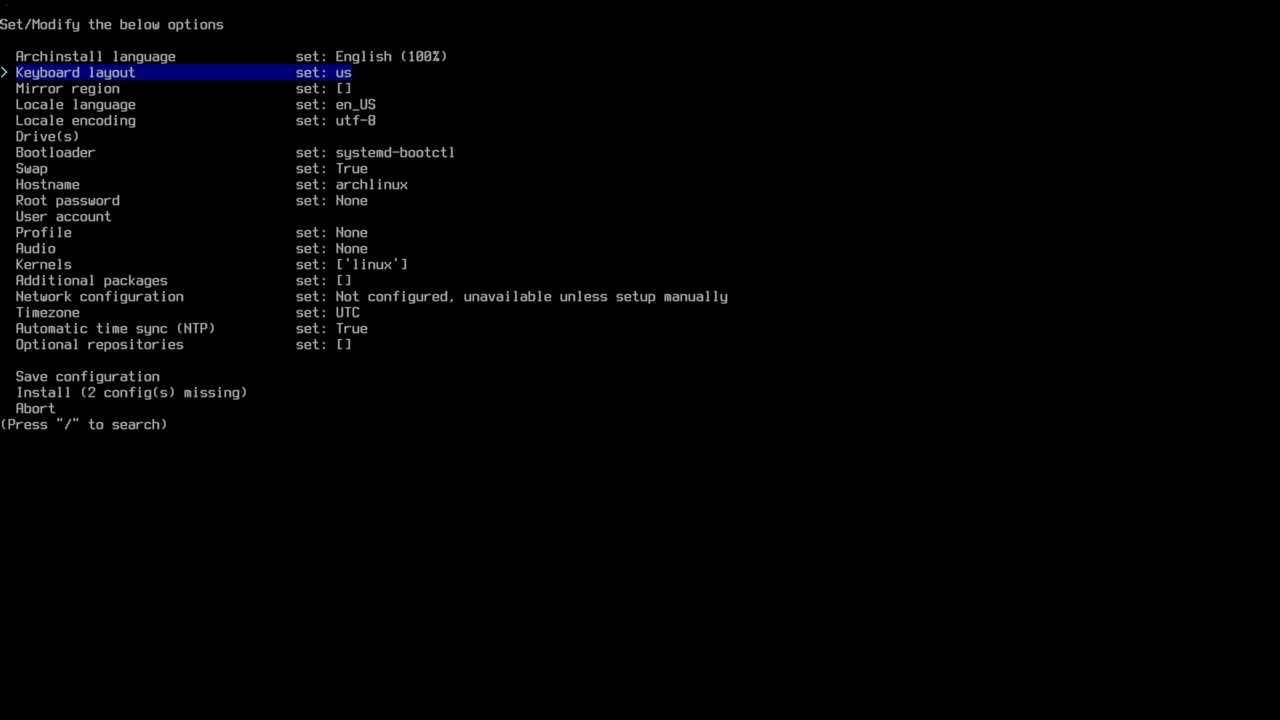 Set/Modify the below options
Archinstall language set: English (100%)
> Keyboard layout set: us
Mirror region set: []
Locale language set: en_US
Locale encoding set: utf-8
Drive(s)
Bootloader set: systemd-bootctl
Swap set: True
Hostname set: archlinux
Root password set: None
User account
Profile set: None
Audio set: None
Kernels set: ['linux']
Additional packages set: []
Network configuration set: Not configured, unavailable unless setup manually
Timezone set: UTC
Automatic time sync (NTP) set: True
Optional repositories set: []
Save configuration
Install (2 config(s) missing)
Abort
(Press "/" to search)